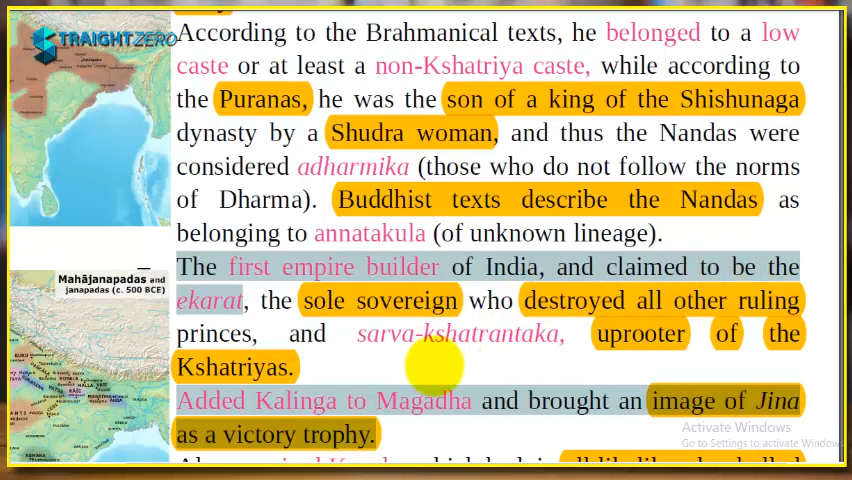 STRAIGHTZERO
According to the Brahmanical texts, he belonged to a low
caste or at least a non-Kshatriya caste, while according to
the Puranas, he was the son of a king of the Shishunaga
dynasty by a Shudra woman, and thus the Nandas were
considered adharmika (those who do not follow the norms
of Dharma). Buddhist texts describe the Nandas as
belonging to annatakula (of unknown lineage).
The first empire builder of India, and claimed to be the
ekarat, the sole sovereign who destroyed all other ruling
princes, and sarva-kshatrantaka, uprooter of the
Kshatriyas.
Added Kalinga to Magadha and brought an image of Jina
as a victory trophy.
Mahājanapadas and
janapadas (c. 500 BCE)
KURU
Activate Windows
Go to Settings to activate Windows.